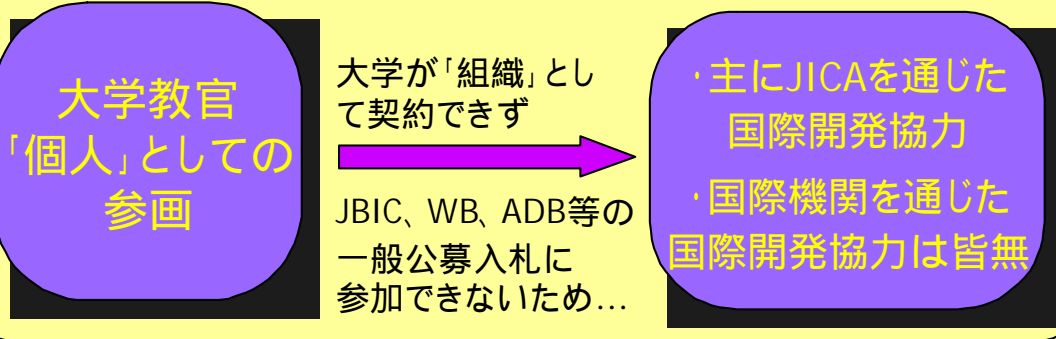 大学教官
「個人」としての
参画
大学が「組織」とし
て契約できず
JBIC、WB、ADB等の
一般公募入札に
参加できないため…
・主にJICAを通じた
国際開発協力
・国際機関を通じた
国際開発協力は皆無